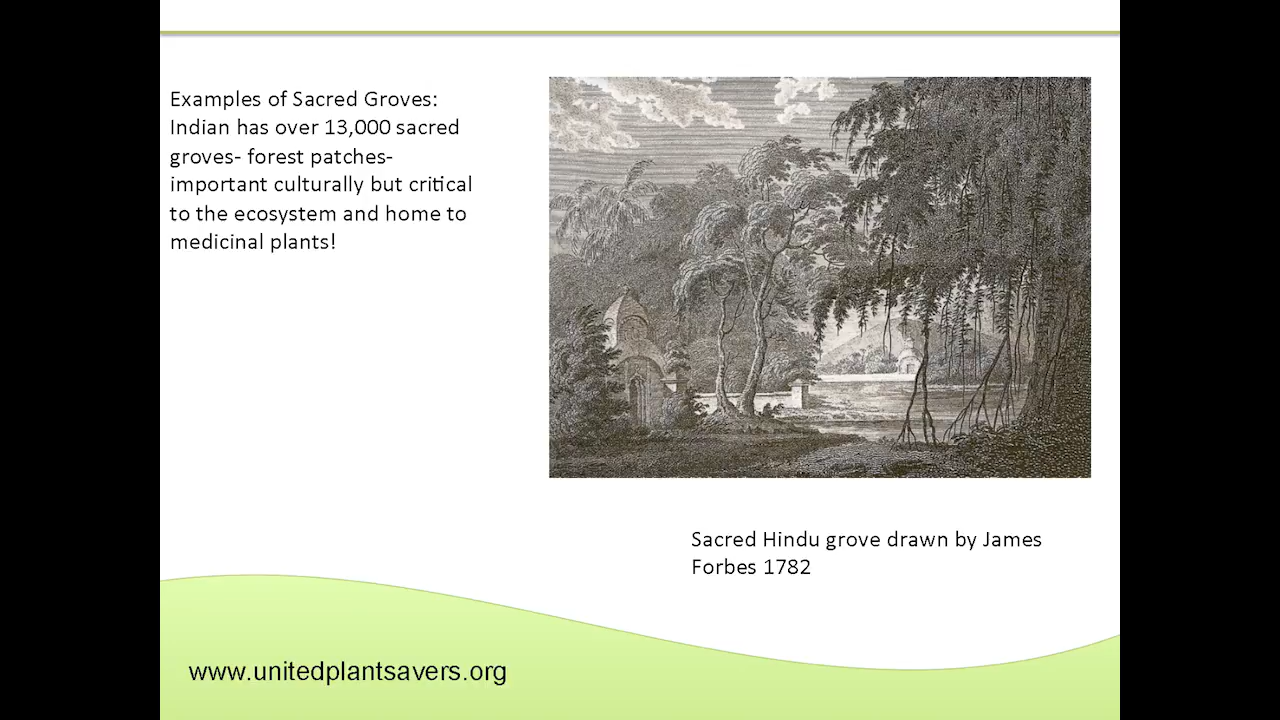 Examples of Sacred Groves:
Indian has over 13,000 sacred
groves- forest patches-
important culturally but critical
to the ecosystem and home to
medicinal plants!
Sacred Hindu grove drawn by James
Forbes 1782
www.unitedplantsavers.org